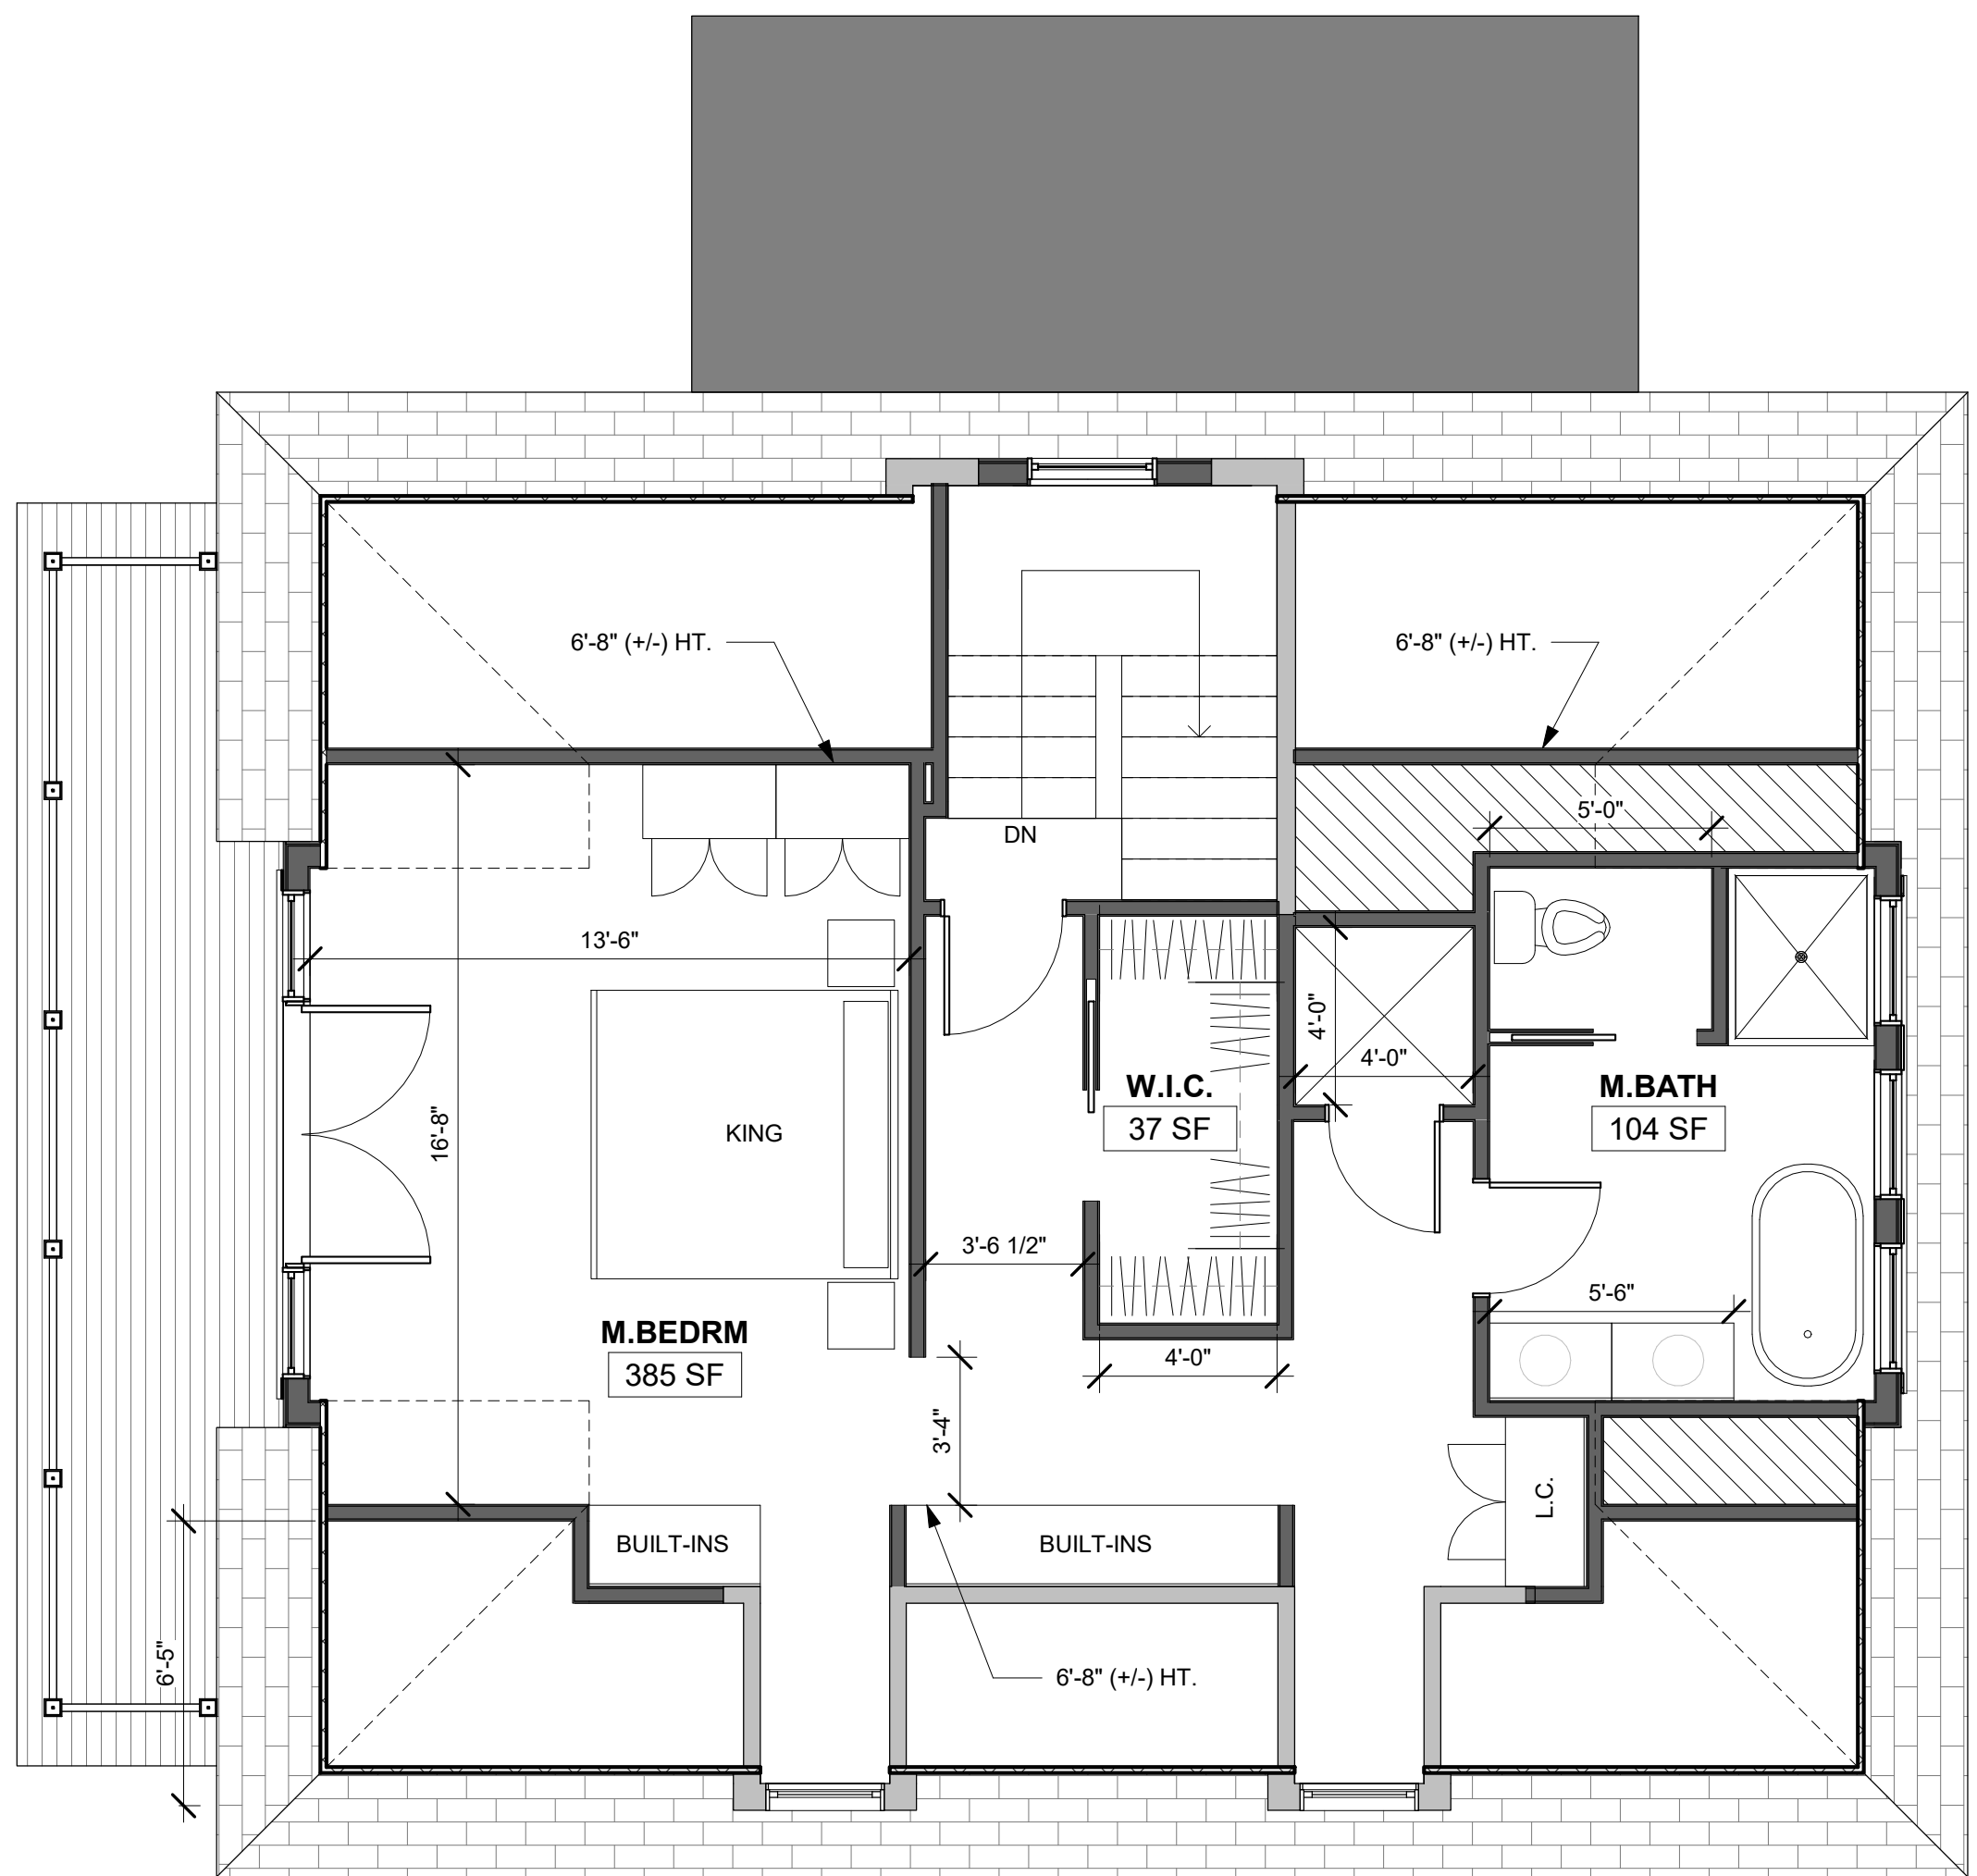 6'-8" (+/-) HT.
6'-8" (+/-) HT.
5'-0"
DN
13'-6"
4'-0"
4'-0"
W.I.C.
37 SF
M.BATH
104 SF
16'-8"
KING
3'-6 1/2"
5'-6"
M.BEDRM
385 SF
4'-0"
3'-4"
L.C.
BUILT-INS
BUILT-INS
6'-5"
6'-8" (+/-) HT.